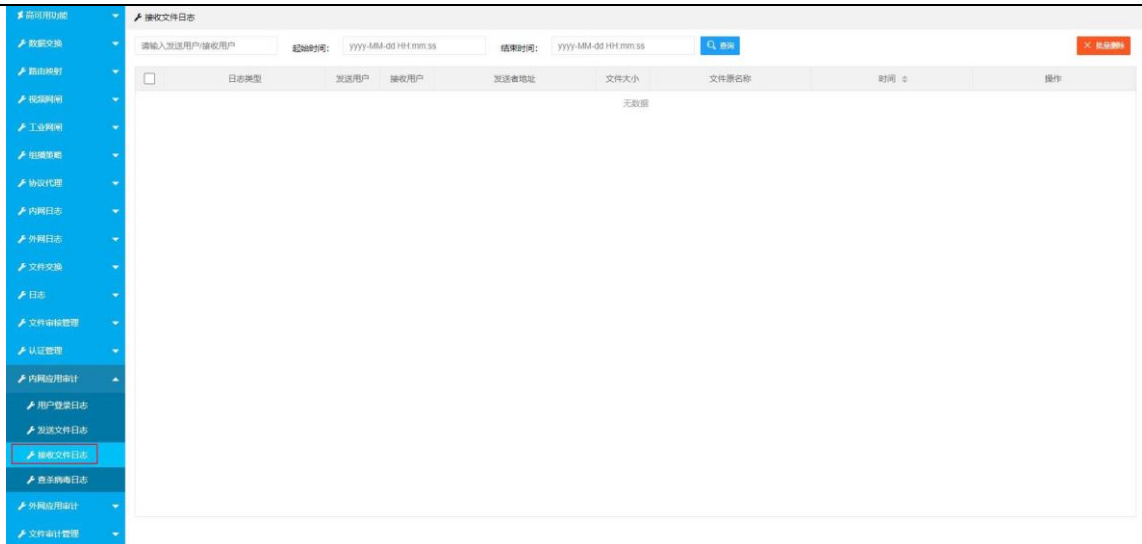 高可用功能
数据交换
路由映射
视频网闸
工业网闸
组播策略
协议代理
内网日志
外网日志
文件交换
日志
文件审核管理
认证管理
内网应用审计
用户登录日志
发送文件日志
接收文件日志
查杀病毒日志
外网应用审计
文件审计管理
接收文件日志
请输入发送用户/接收用户 起始时间: yyyy-MM-dd HH:mm:ss 结束时间: yyyy-MM-dd HH:mm:ss 查询 批量删除
日志类型 发送用户 接收用户 发送者地址 文件大小 文件原名称 时间 操作
无数据